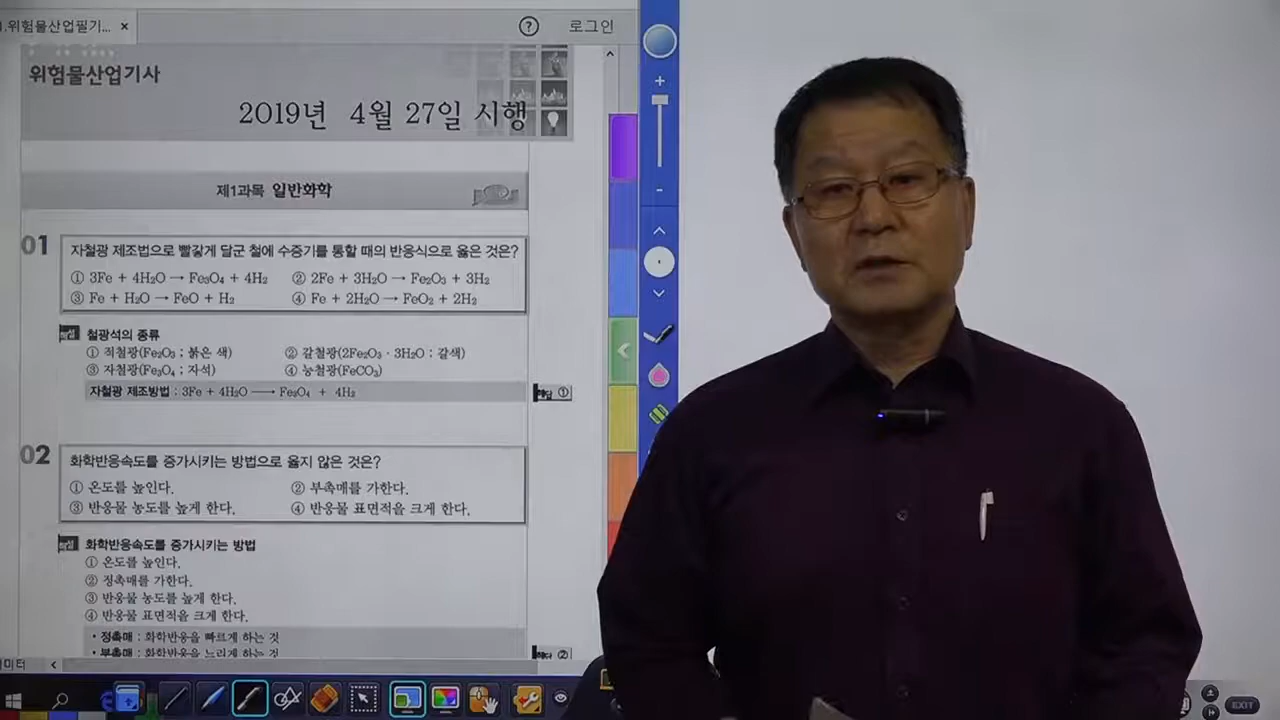 .위험물산업필기... ×
? 로그인
위험물산업기사
2019년 4월 27일 시행
제1과목 일반화학
01 자철광 제조법으로 빨갛게 달군 철에 수증기를 통할 때의 반응식으로 옳은 것은?
① 3Fe + 4H₂O → Fe₃O₄ + 4H₂ ② 2Fe + 3H₂O → Fe₂O₃ + 3H₂
③ Fe + H₂O → FeO + H₂ ④ Fe + 2H₂O → FeO₂ + 2H₂
해설 철광석의 종류
① 적철광(Fe₂O₃ ; 붉은 색) ② 갈철광(2Fe₂O₃ · 3H₂O ; 갈색)
③ 자철광(Fe₃O₄ ; 자석) ④ 능철광(FeCO₃)
자철광 제조방법 : 3Fe + 4H₂O → Fe₃O₄ + 4H₂
해답 ①
02 화학반응속도를 증가시키는 방법으로 옳지 않은 것은?
① 온도를 높인다. ② 부촉매를 가한다.
③ 반응물 농도를 높게 한다. ④ 반응물 표면적을 크게 한다.
해설 화학반응속도를 증가시키는 방법
① 온도를 높인다.
② 정촉매를 가한다.
③ 반응물 농도를 높게 한다.
④ 반응물 표면적을 크게 한다.
• 정촉매 : 화학반응을 빠르게 하는 것
• 부촉매 : 화학반응을 느리게 하는 것
해답 ②
미터
EXIT